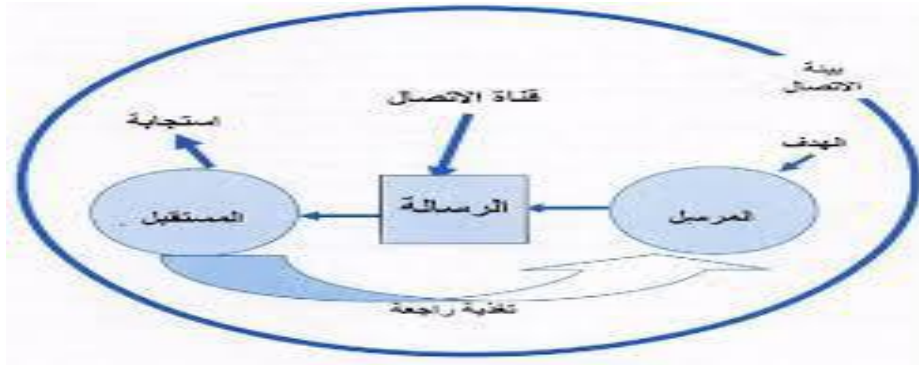 بيئة
الاتصال
قناة الاتصال
استجابة
الهدف
المرسل
الرسالة
المستقبل
تغذية راجعة